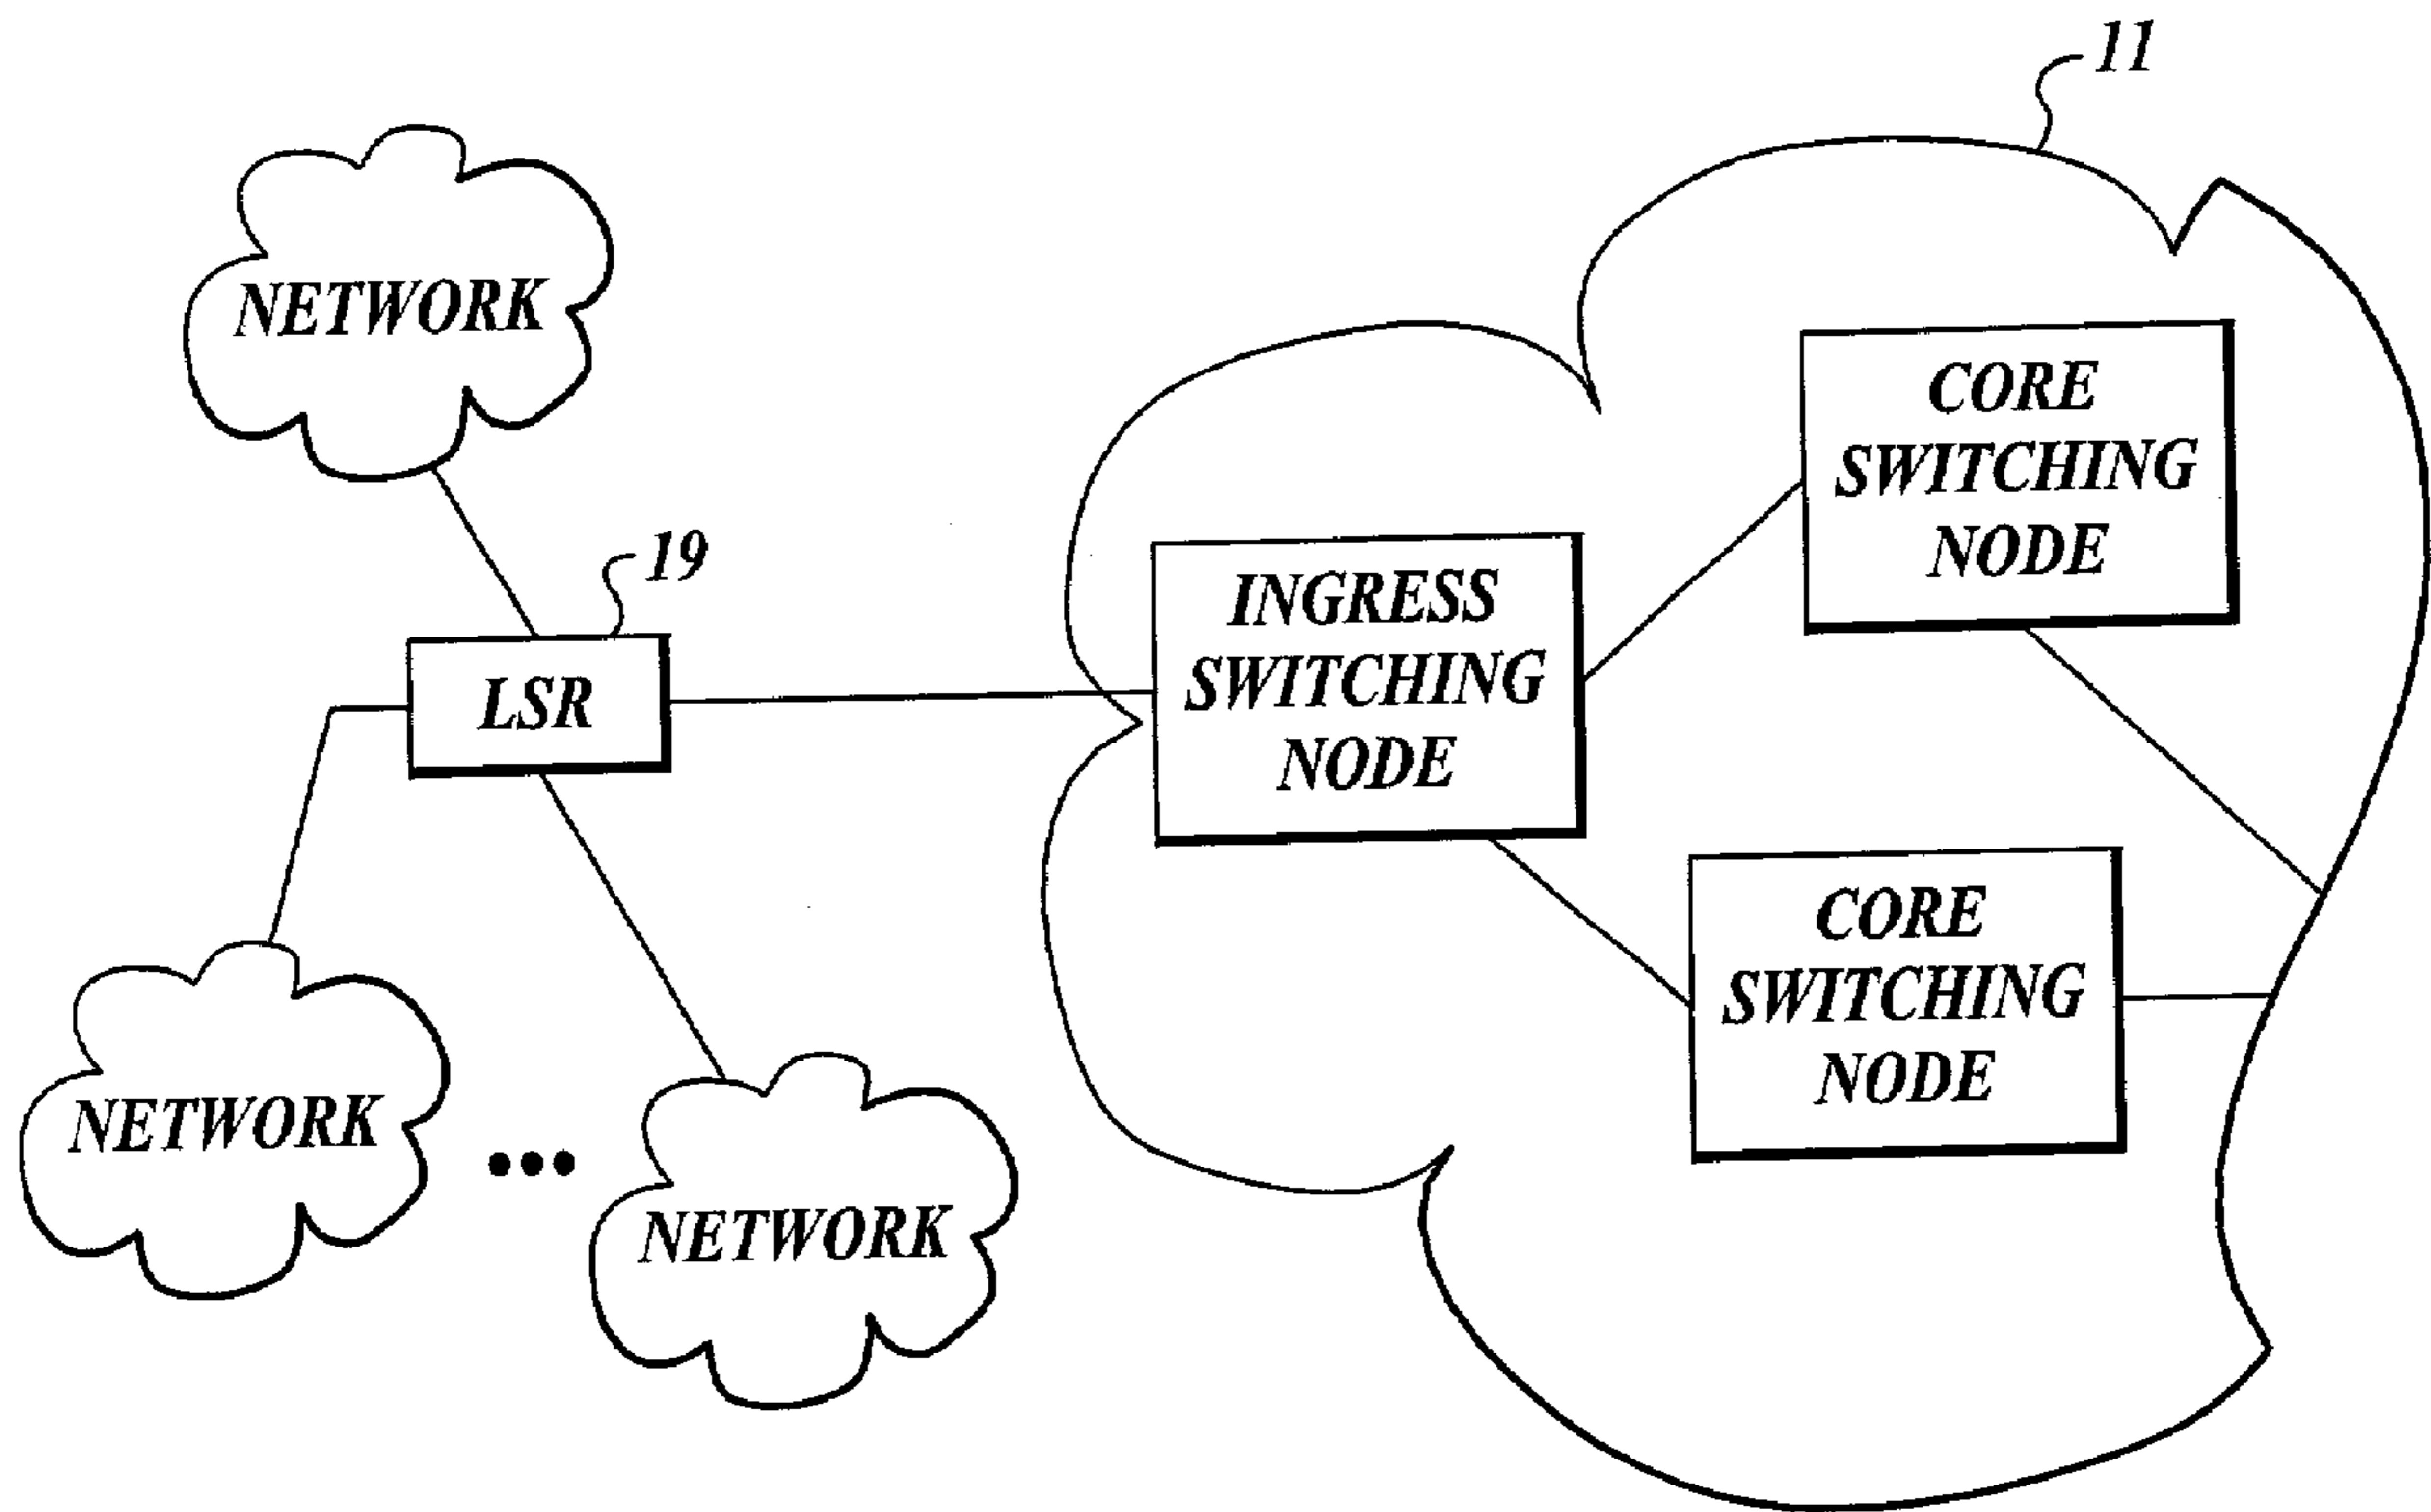 11
NETWORK
CORE
SWITCHING
NODE
19
INGRESS
SWITCHING
NODE
LSR
CORE
SWITCHING
NODE
NETWORK
NETWORK